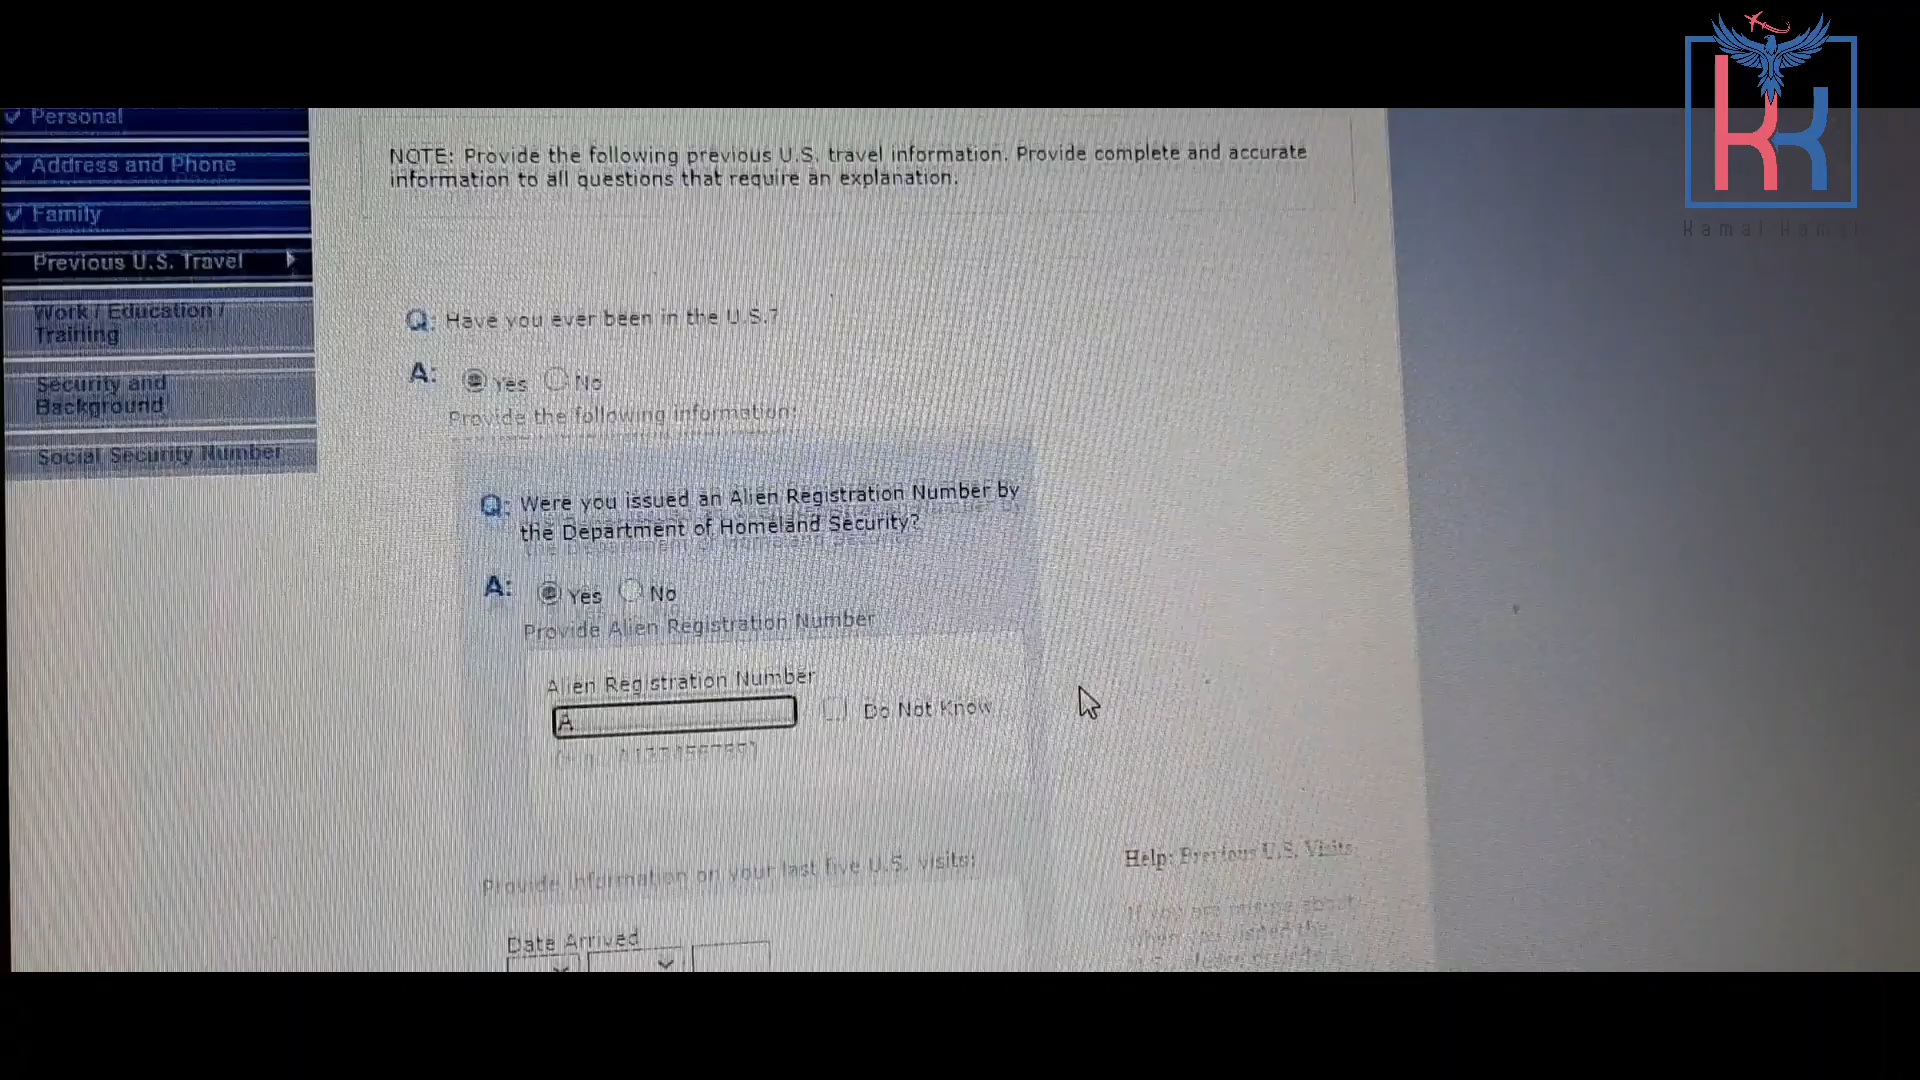 Personal
Address and Phone
Family
Previous U.S. Travel
Work / Education /
Training
Security and
Background
Social Security Number
NOTE: Provide the following previous U.S. travel information. Provide complete and accurate
information to all questions that require an explanation.
Q: Have you ever been in the U.S.?
A: Yes No
Provide the following information:
Q: Were you issued an Alien Registration Number by
the Department of Homeland Security?
A: Yes No
Provide Alien Registration Number
Alien Registration Number
A
Do Not Know
Provide information on your last five U.S. visits:
Date Arrived
Help: Previous U.S. Visits
KK